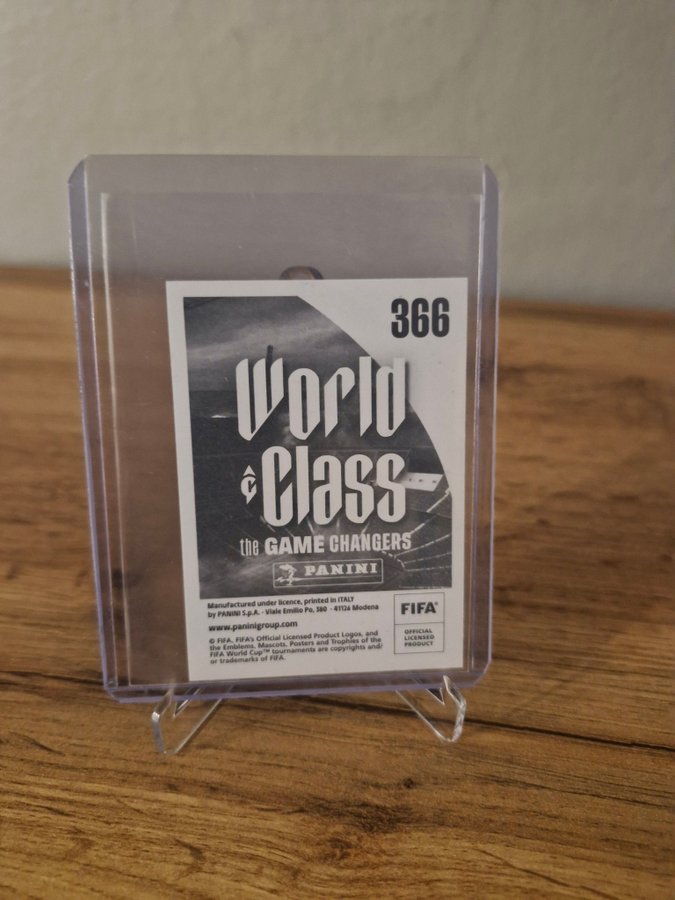 366
World
Class
the GAME CHANGERS
PANINI
Manufactured under licence, printed in ITALY
by PANINI S.p.A. - Viale Emilio Po, 380 - 41126 Modena
www.paninigroup.com
© FIFA, FIFA's Official Licensed Product Logos, and
the Emblems, Mascots, Posters and Trophies of the
FIFA World Cup™ tournaments are copyrights and/
or trademarks of FIFA.
FIFA®
OFFICIAL
LICENSED
PRODUCT